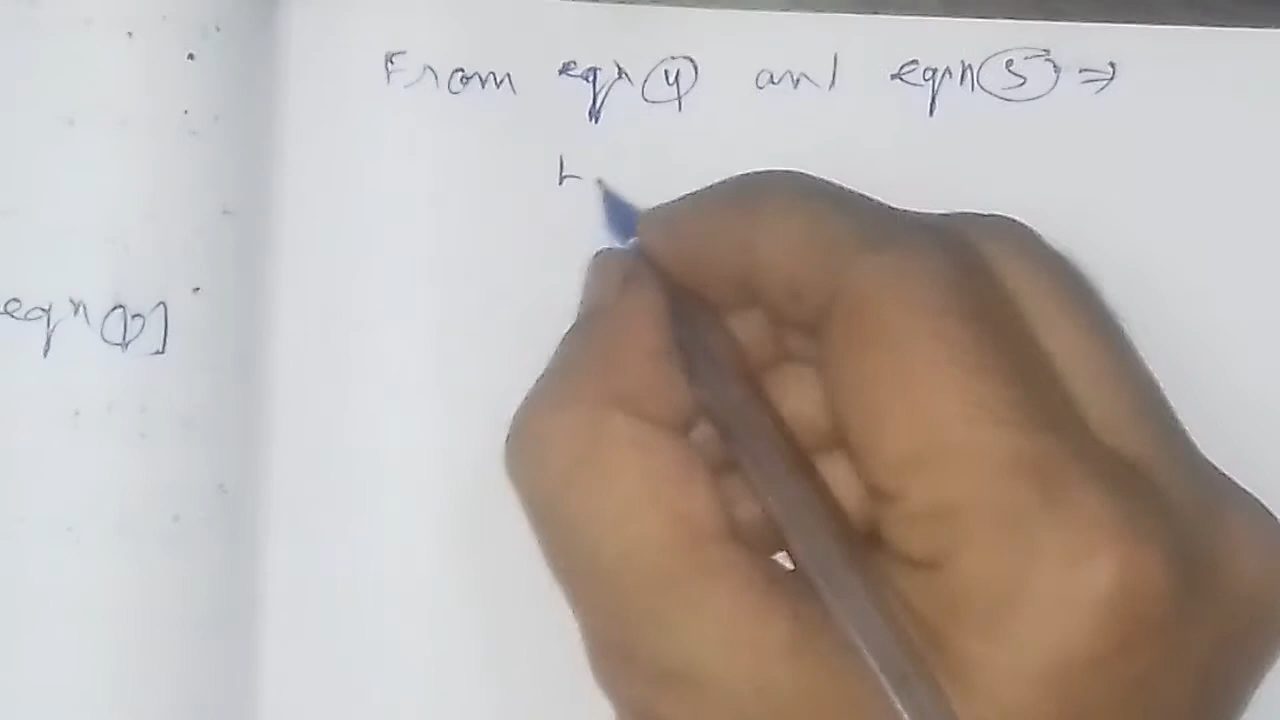 From eqn ④ and eqn ⑤ ⇒
eqn ①]